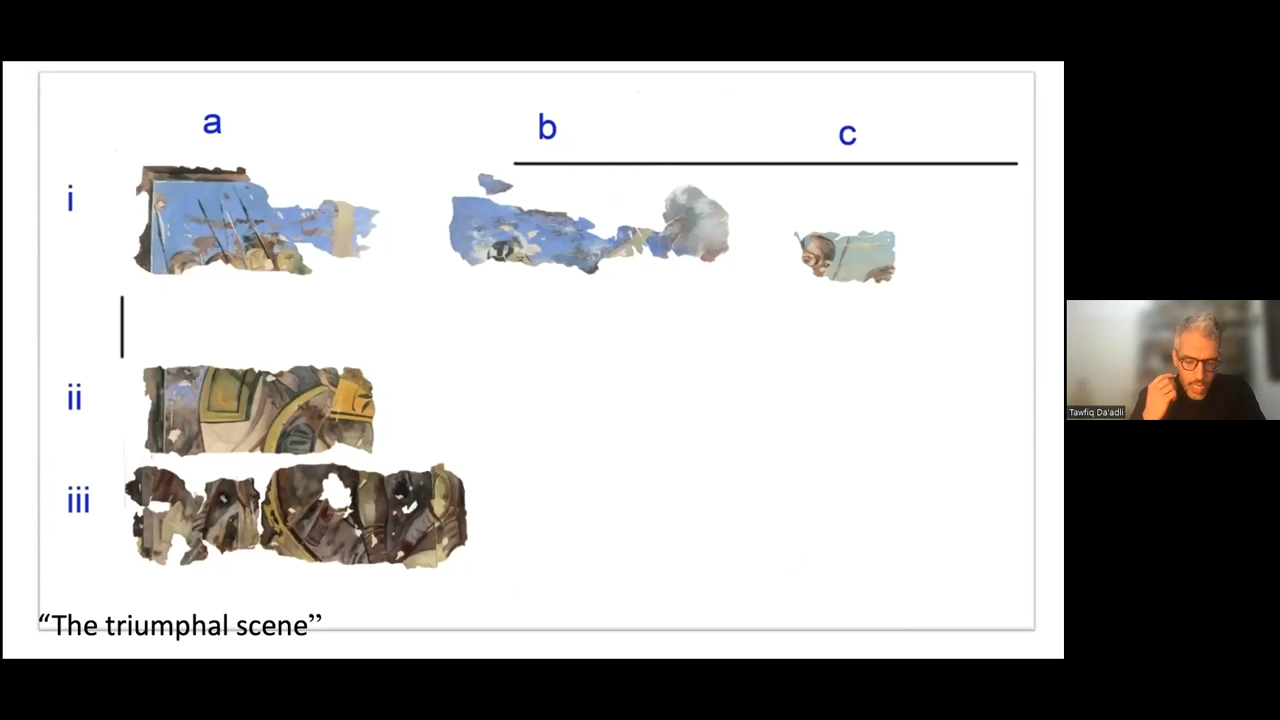 a
b
c
i
ii
iii
“The triumphal scene”
Tawfiq Da'adli